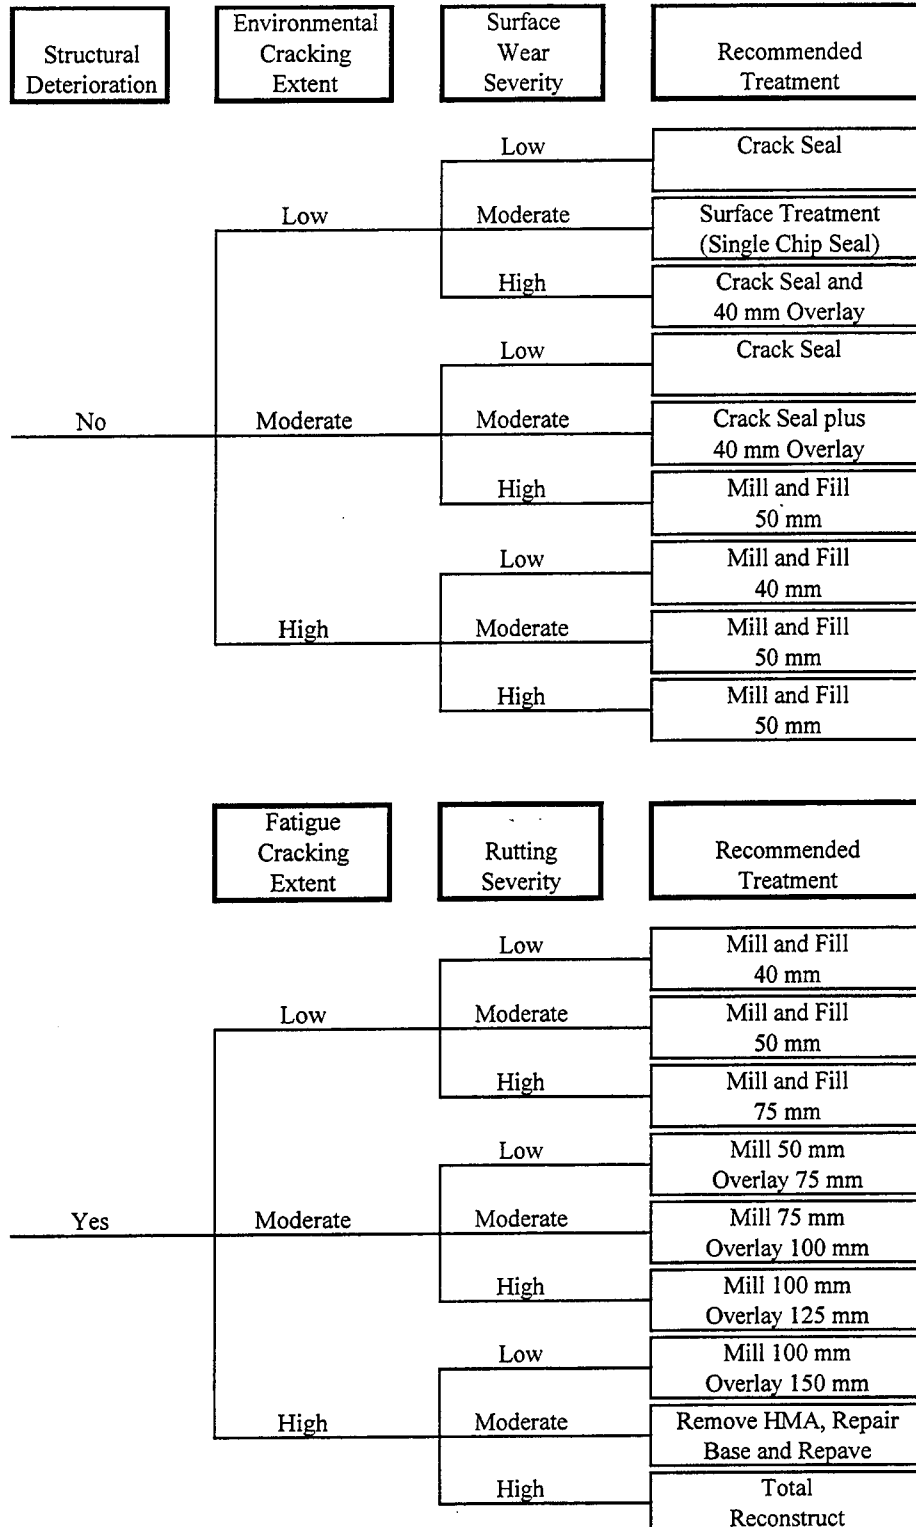 Structural
Deterioration
Environmental
Cracking
Extent
Surface
Wear
Severity
Recommended
Treatment
Low
Crack Seal
Low
Moderate
Surface Treatment
(Single Chip Seal)
High
Crack Seal and
40 mm Overlay
Low
Crack Seal
No
Moderate
Moderate
Crack Seal plus
40 mm Overlay
High
Mill and Fill
50 mm
Low
Mill and Fill
40 mm
High
Moderate
Mill and Fill
50 mm
High
Mill and Fill
50 mm
Fatigue
Cracking
Extent
Rutting
Severity
Recommended
Treatment
Low
Mill and Fill
40 mm
Low
Moderate
Mill and Fill
50 mm
High
Mill and Fill
75 mm
Low
Mill 50 mm
Overlay 75 mm
Yes
Moderate
Moderate
Mill 75 mm
Overlay 100 mm
High
Mill 100 mm
Overlay 125 mm
Low
Mill 100 mm
Overlay 150 mm
High
Moderate
Remove HMA, Repair
Base and Repave
High
Total
Reconstruct